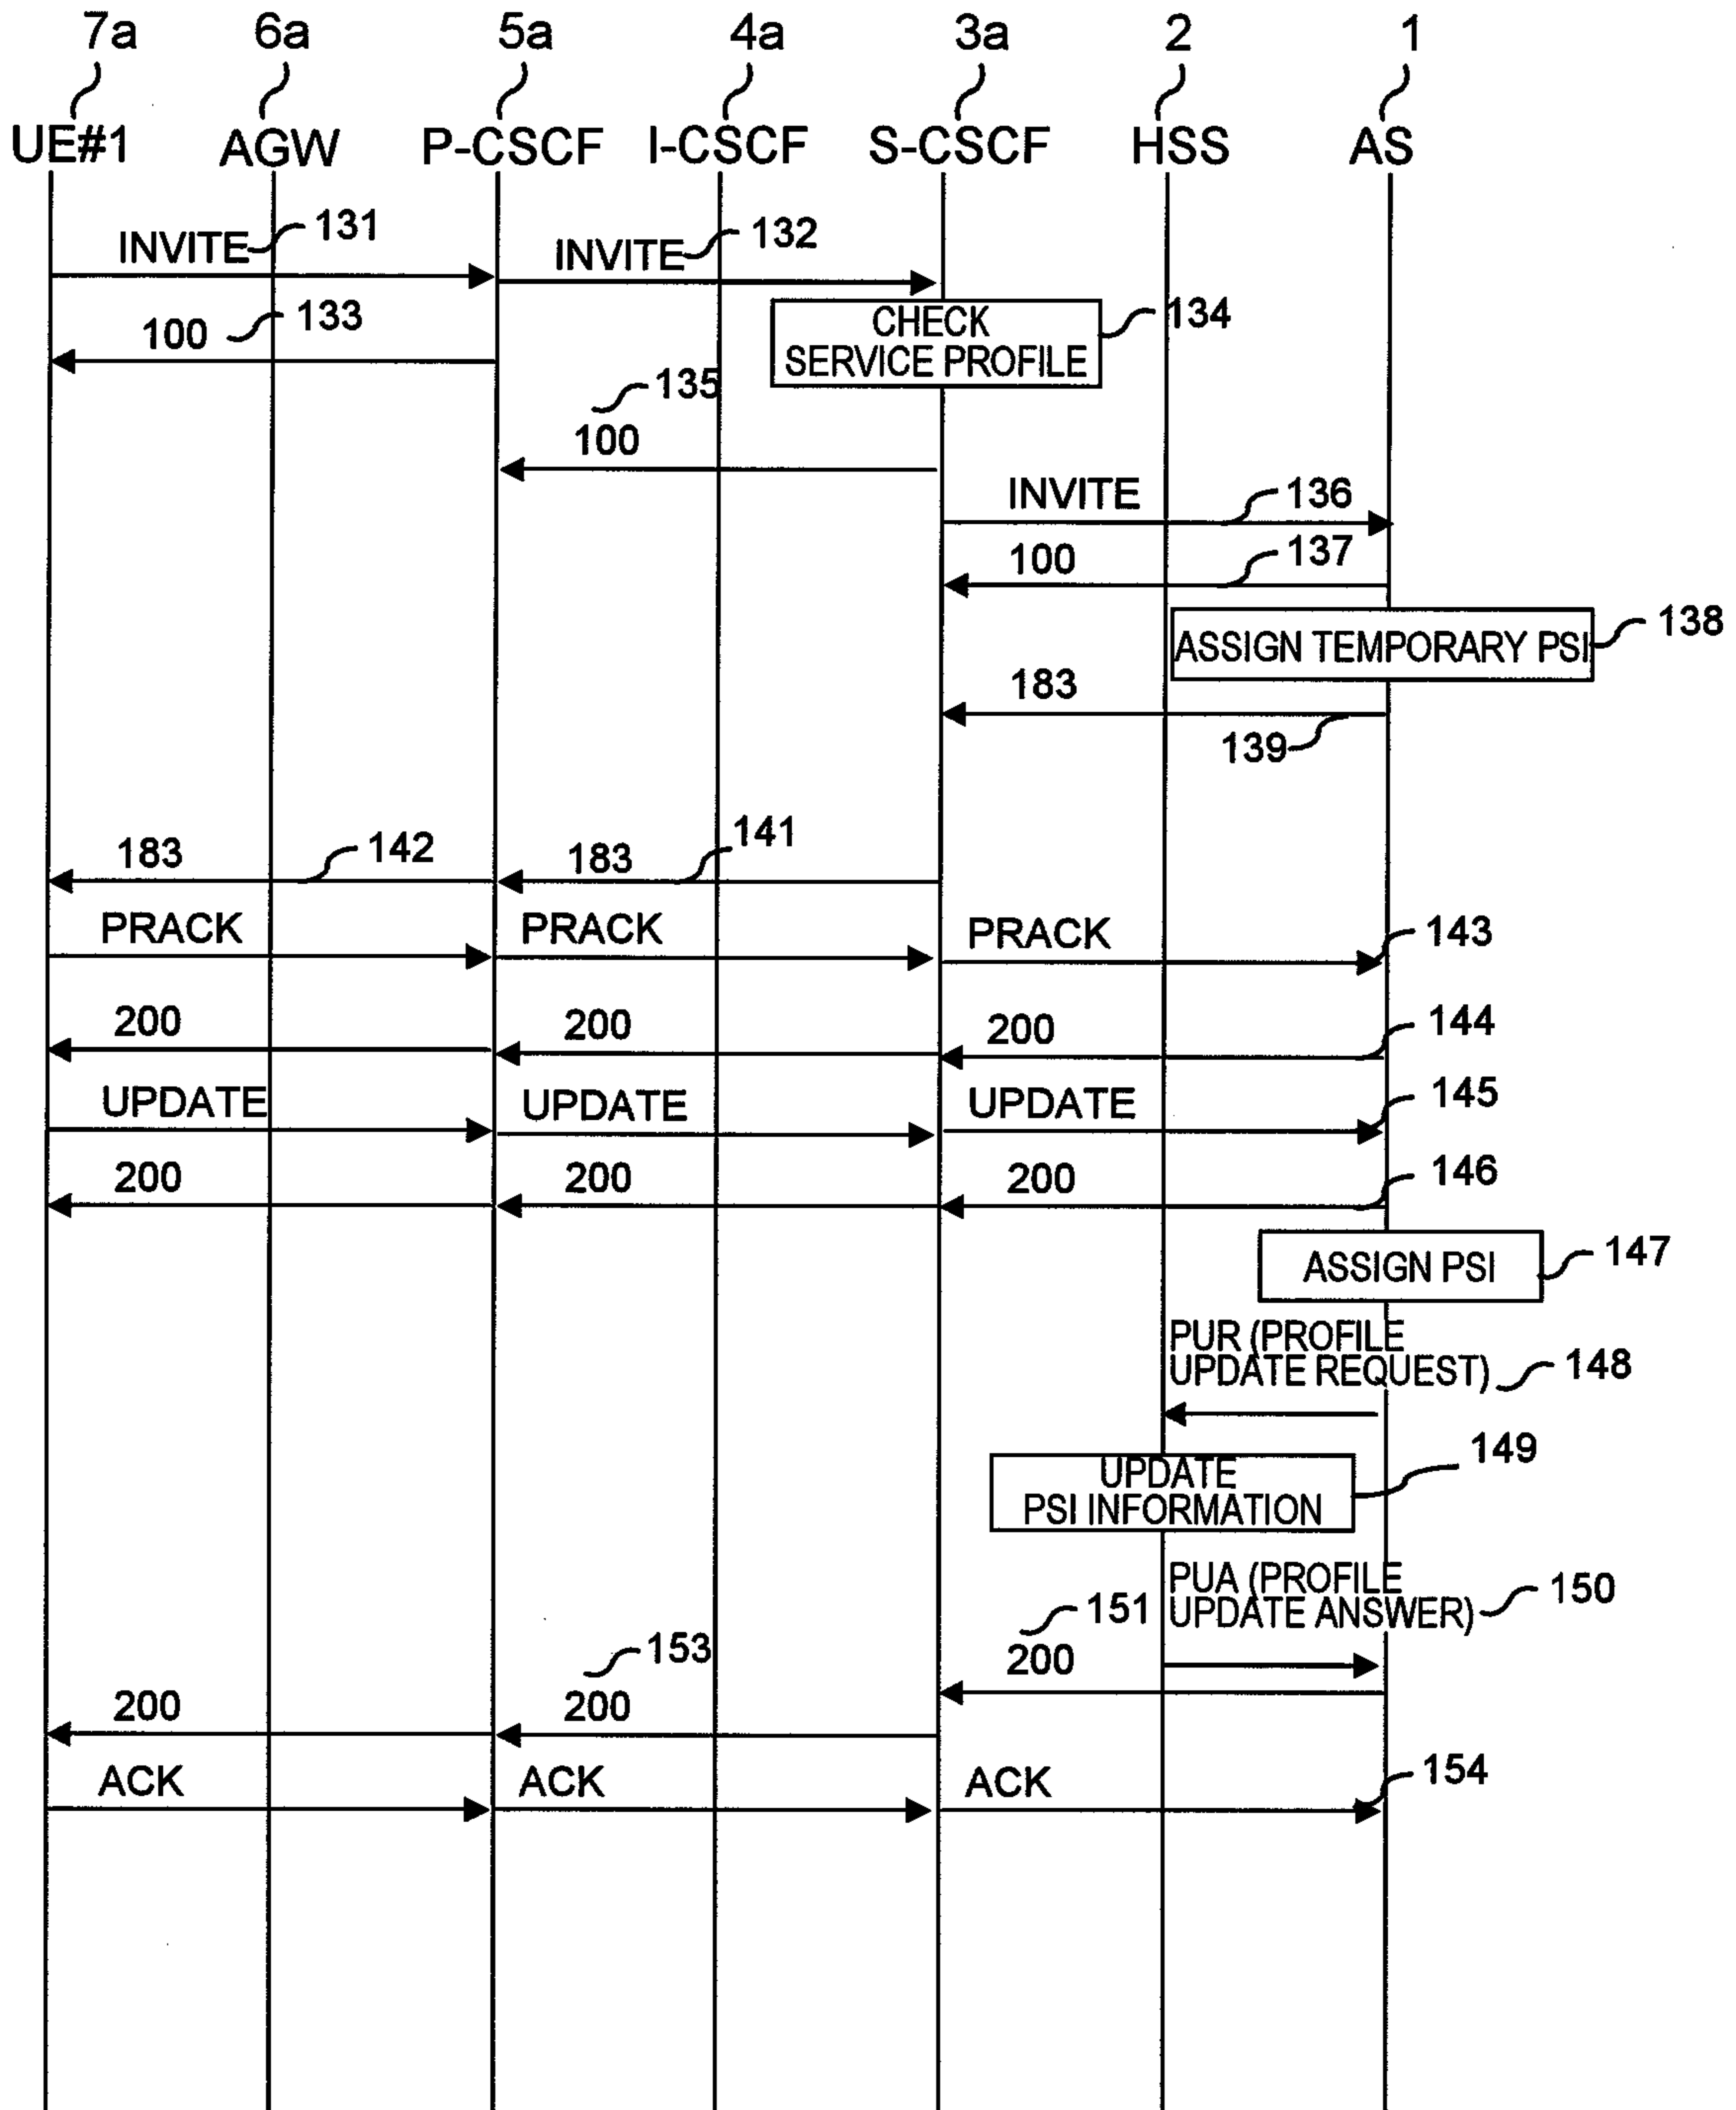 7a 6a 5a 4a 3a 2 1
UE#1 AGW P-CSCF I-CSCF S-CSCF HSS AS
INVITE 131 INVITE 132
100 133
CHECK
SERVICE PROFILE
134
135
100
INVITE 136
100 137
ASSIGN TEMPORARY PSI 138
183
139
183 142 183 141
PRACK PRACK PRACK 143
200 200 200 144
UPDATE UPDATE UPDATE 145
200 200 200 146
ASSIGN PSI 147
PUR (PROFILE
UPDATE REQUEST) 148
UPDATE
PSI INFORMATION
149
PUA (PROFILE
UPDATE ANSWER) 150
151
200
153
200 200
ACK ACK ACK 154